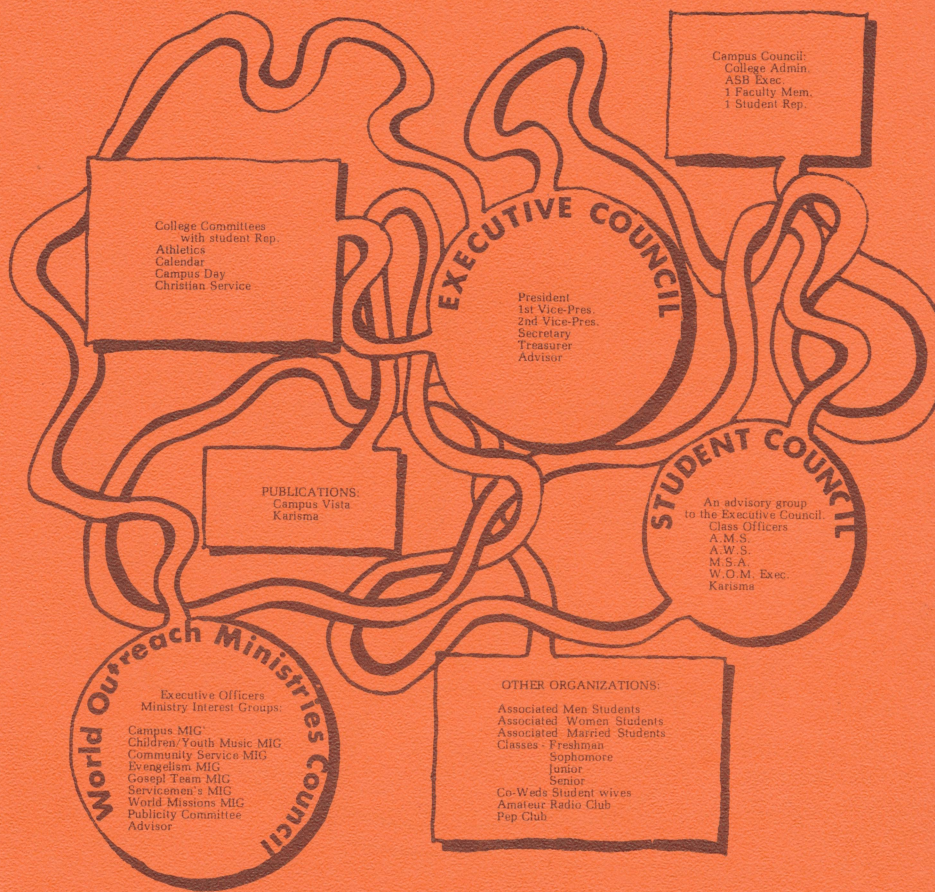 Campus Council:
College Admin.
ASB Exec.
1 Faculty Mem.
1 Student Rep.
College Committees
with student Rep.
Athletics
Calendar
Campus Day
Christian Service
EXECUTIVE COUNCIL
President
1st Vice-Pres.
2nd Vice-Pres.
Secretary
Treasurer
Advisor
PUBLICATIONS:
Campus Vista
Karisma
STUDENT COUNCIL
An advisory group
to the Executive Council.
Class Officers
A.M.S.
A.W.S.
M.S.A.
W.O.M. Exec.
Karisma
World Outreach Ministries Council
Executive Officers
Ministry Interest Groups:
Campus MIG
Children/Youth Music MIG
Community Service MIG
Evengelism MIG
Gosepl Team MIG
Servicemen's MIG
World Missions MIG
Publicity Committee
Advisor
OTHER ORGANIZATIONS:
Associated Men Students
Associated Women Students
Associated Married Students
Classes - Freshman
Sophomore
Junior
Senior
Co-Weds Student wives
Amateur Radio Club
Pep Club